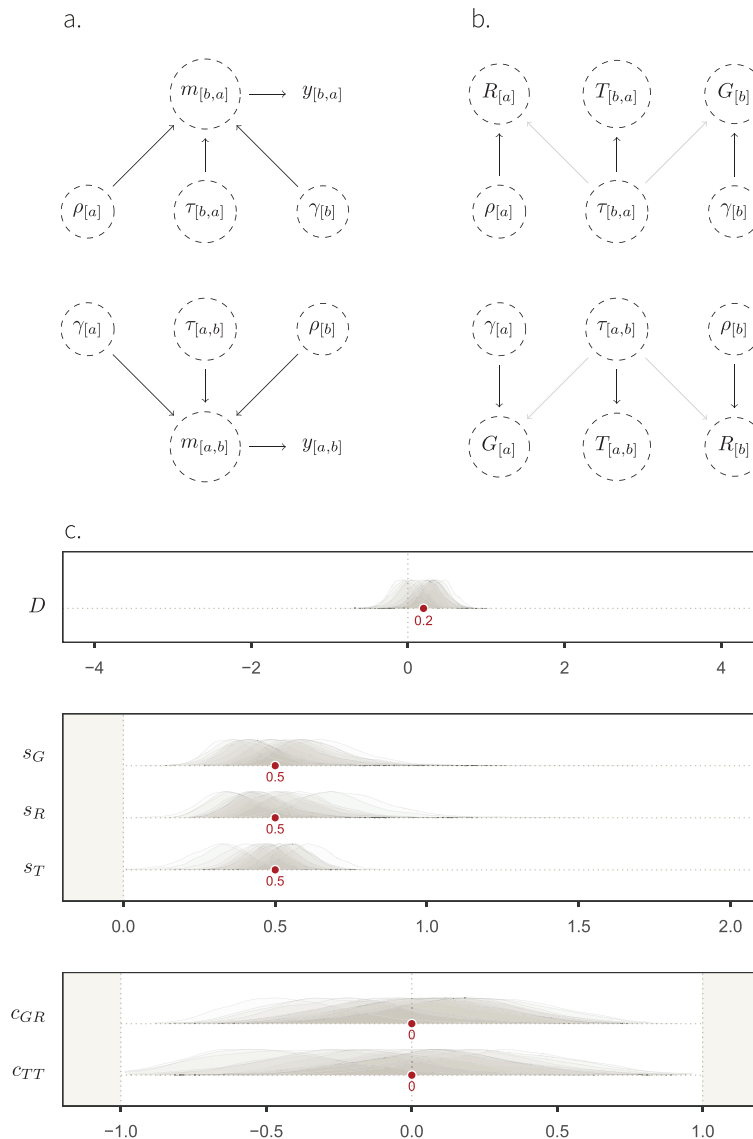 a. b.
m[b,a] y[b,a] R[a] T[b,a] G[b]
ρ[a] τ[b,a] γ[b] ρ[a] τ[b,a] γ[b]
γ[a] τ[a,b] ρ[b] γ[a] τ[a,b] ρ[b]
m[a,b] y[a,b] G[a] T[a,b] R[b]
c.
D
0.2
−4 −2 0 2 4
sG
0.5
sR
0.5
sT
0.5
0.0 0.5 1.0 1.5 2.0
cGR
0
cTT
0
−1.0 −0.5 0.0 0.5 1.0